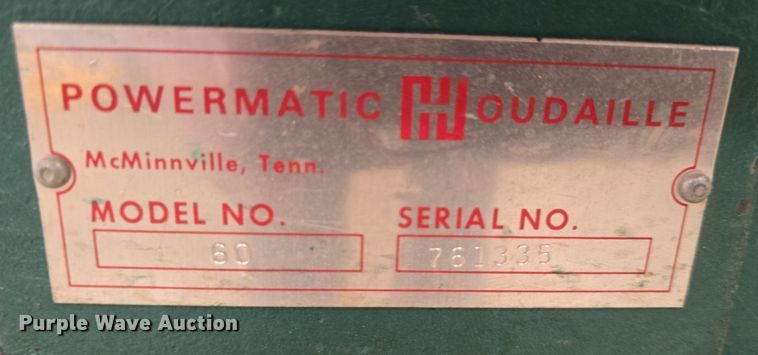 POWERMATIC HOUDAILLE
McMinnville, Tenn.
MODEL NO. SERIAL NO.
60 761335
Purple Wave Auction